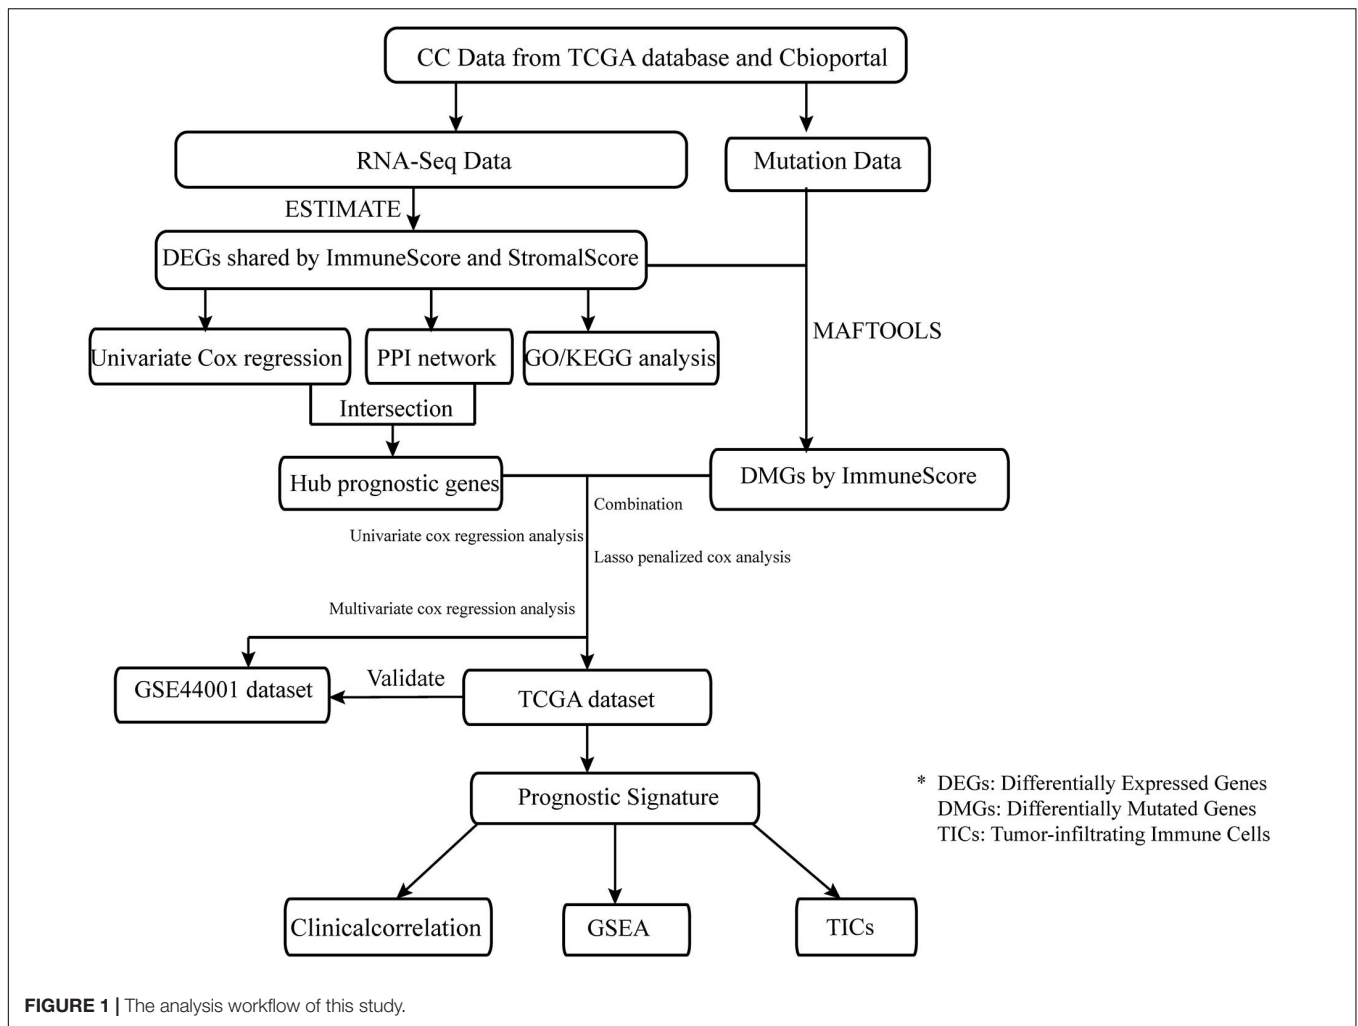 CC Data from TCGA database and Cbioportal
RNA-Seq Data
Mutation Data
ESTIMATE
DEGs shared by ImmuneScore and StromalScore
MAFTOOLS
Univariate Cox regression
PPI network
GO/KEGG analysis
Intersection
Hub prognostic genes
DMGs by ImmuneScore
Combination
Univariate cox regression analysis
Lasso penalized cox analysis
Multivariate cox regression analysis
GSE44001 dataset
Validate
TCGA dataset
Prognostic Signature
* DEGs: Differentially Expressed Genes
DMGs: Differentially Mutated Genes
TICs: Tumor-infiltrating Immune Cells
Clinicalcorrelation
GSEA
TICs
FIGURE 1 | The analysis workflow of this study.